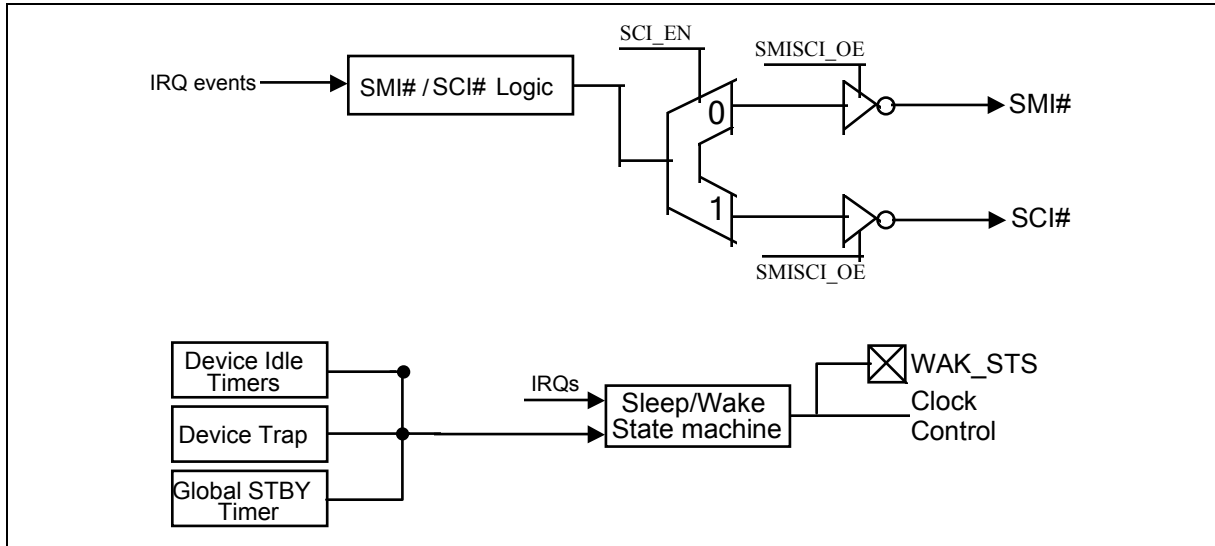 SCI_EN
SMISCI_OE
IRQ events
SMI# / SCI# Logic
0
SMI#
1
SCI#
SMISCI_OE
Device Idle
Timers
Device Trap
Global STBY
Timer
IRQs
Sleep/Wake
State machine
WAK_STS
Clock
Control